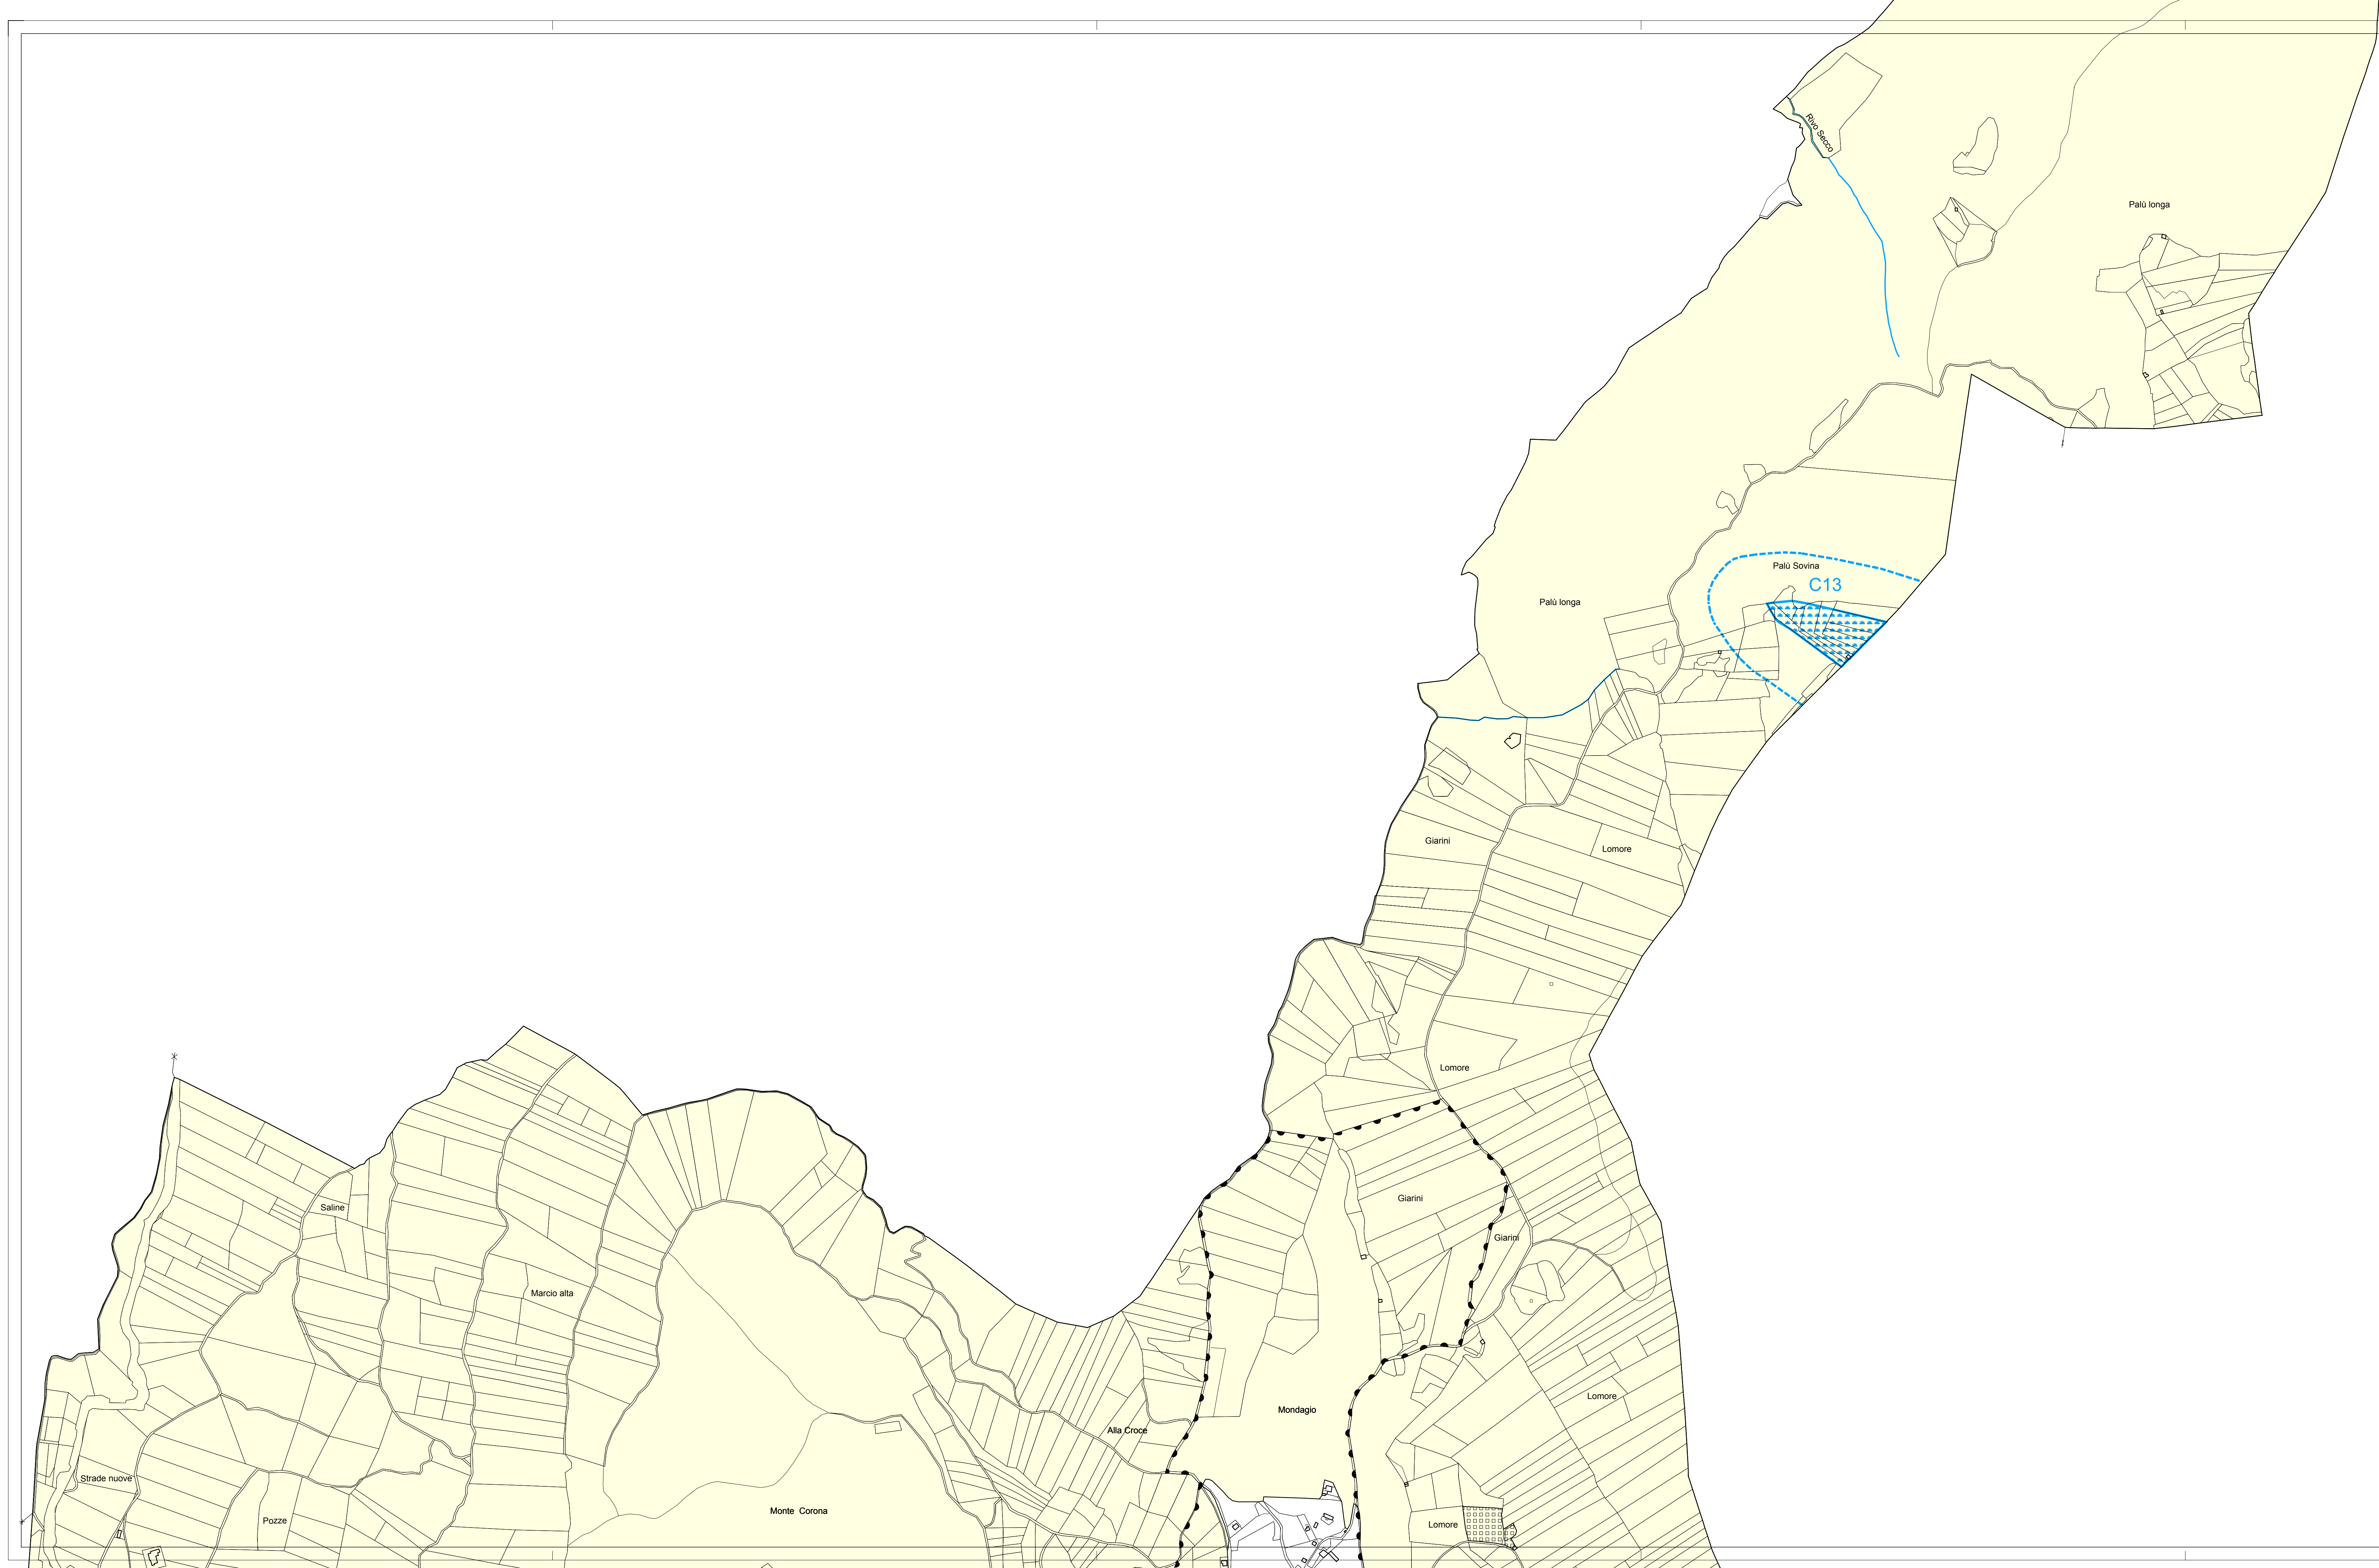 Rivo Secco
Palù longa
Palù Sovina
C13
Palù longa
Giarini
Lomore
Lomore
Giarini
Saline
Giarini
Marcio alta
Lomore
Mondagio
Alla Croce
Strade nuove
Monte Corona
Pozze
Lomore